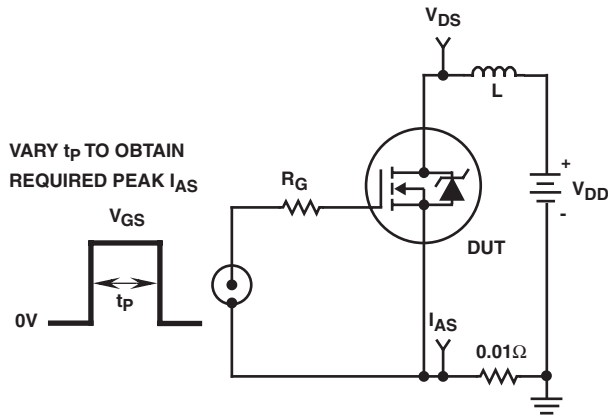 VDS
L
VARY tP TO OBTAIN
REQUIRED PEAK IAS
RG
+
VDD
-
VGS
DUT
tP
0V
IAS
0.01Ω